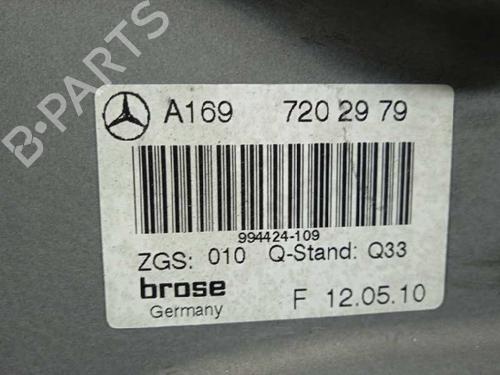 B-PARTS
A169 720 29 79
994424-109
ZGS: 010 Q-Stand: Q33
brose
Germany F 12.05.10